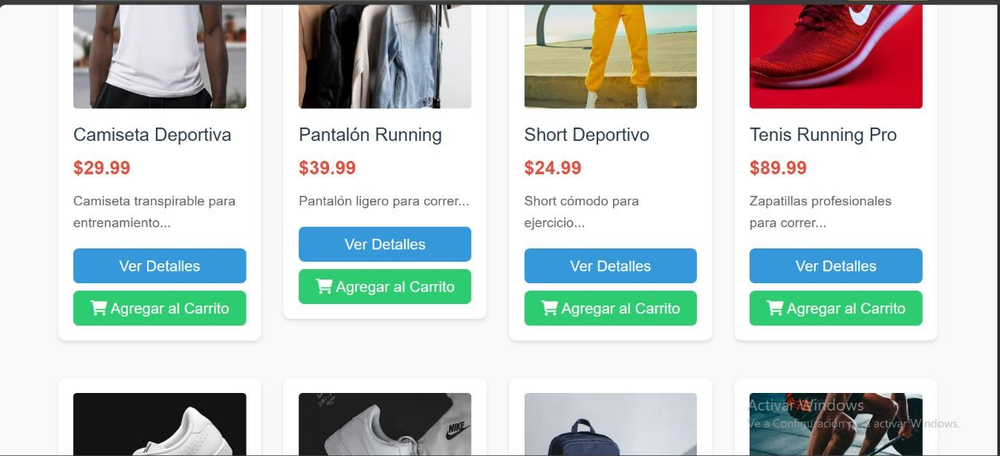 Camiseta Deportiva
$29.99
Camiseta transpirable para
entrenamiento...
Ver Detalles
Agregar al Carrito
Pantalón Running
$39.99
Pantalón ligero para correr...
Ver Detalles
Agregar al Carrito
Short Deportivo
$24.99
Short cómodo para
ejercicio...
Ver Detalles
Agregar al Carrito
Tenis Running Pro
$89.99
Zapatillas profesionales
para correr...
Ver Detalles
Agregar al Carrito
DRI-F
NIKE
Activar Windows
Ve a Configuración para activar Windows.